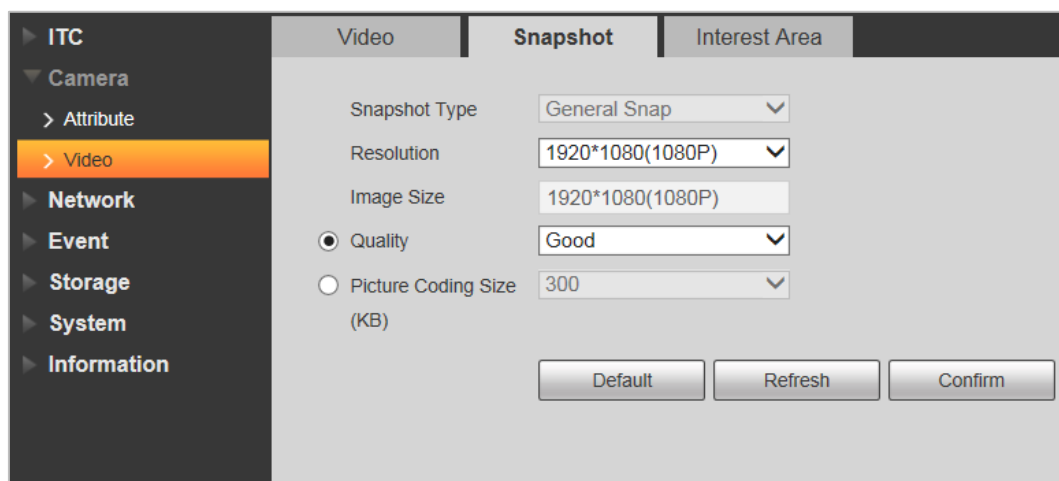 ITC
Camera
Attribute
Video
Network
Event
Storage
System
Information
Video Snapshot Interest Area
Snapshot Type General Snap
Resolution 1920*1080(1080P)
Image Size 1920*1080(1080P)
Quality Good
Picture Coding Size 300
(KB)
Default Refresh Confirm